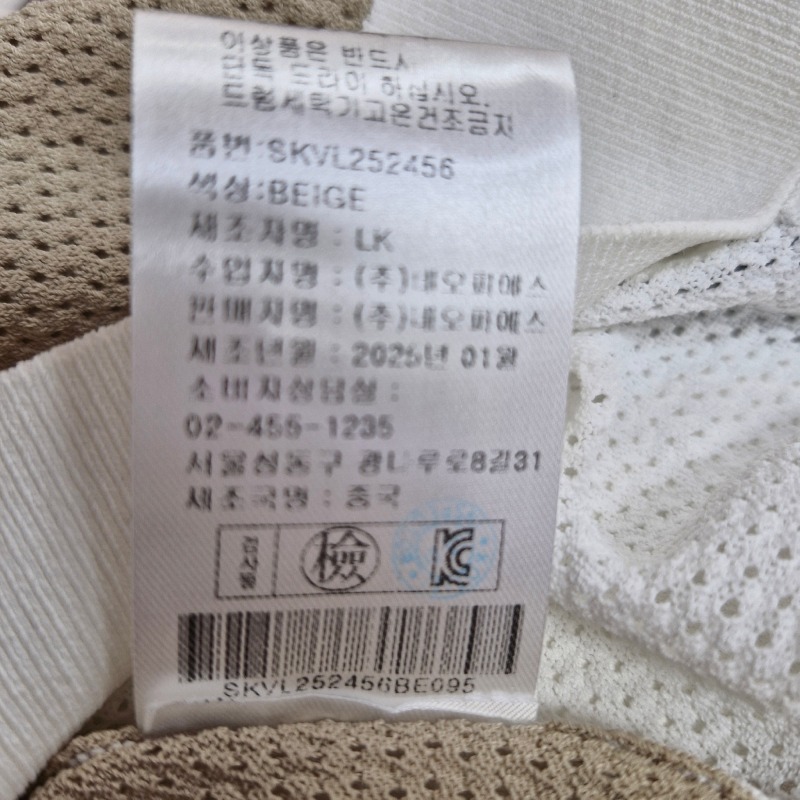 이상품은 반드시
단독 드라이 하십시오.
드럼세탁기고온건조금지
품번:SKVL252456
색상:BEIGE
제조자명 : LK
수입자명 : (주)네오피에스
판매자명 : (주)네오피에스
제조년월 : 2025년 01월
소비자상담실 :
02-455-1235
서울성동구 광나루로8길31
제조국명 : 중국
검사필 檢 KC
SKVL252456BE095